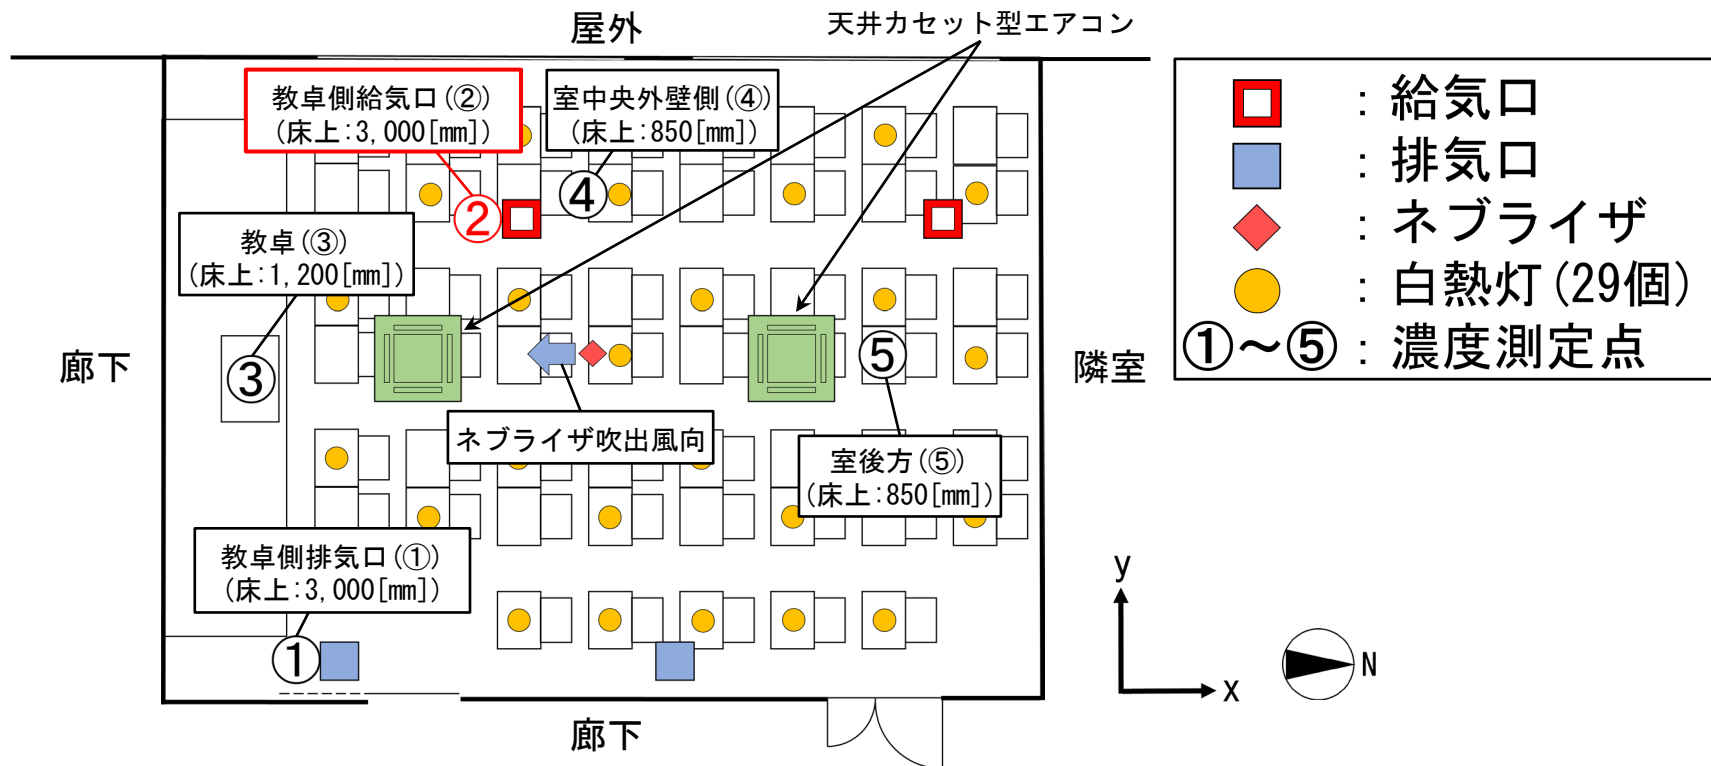 屋外
天井カセット型エアコン
教卓側給気口(②)
(床上:3,000[mm])
室中央外壁側(④)
(床上:850[mm])
②
④
教卓(③)
(床上:1,200[mm])
廊下
③
⑤
隣室
ネブライザ吹出風向
室後方(⑤)
(床上:850[mm])
教卓側排気口(①)
(床上:3,000[mm])
①
廊下
:給気口
:排気口
:ネブライザ
:白熱灯(29個)
①～⑤:濃度測定点
y
x
N